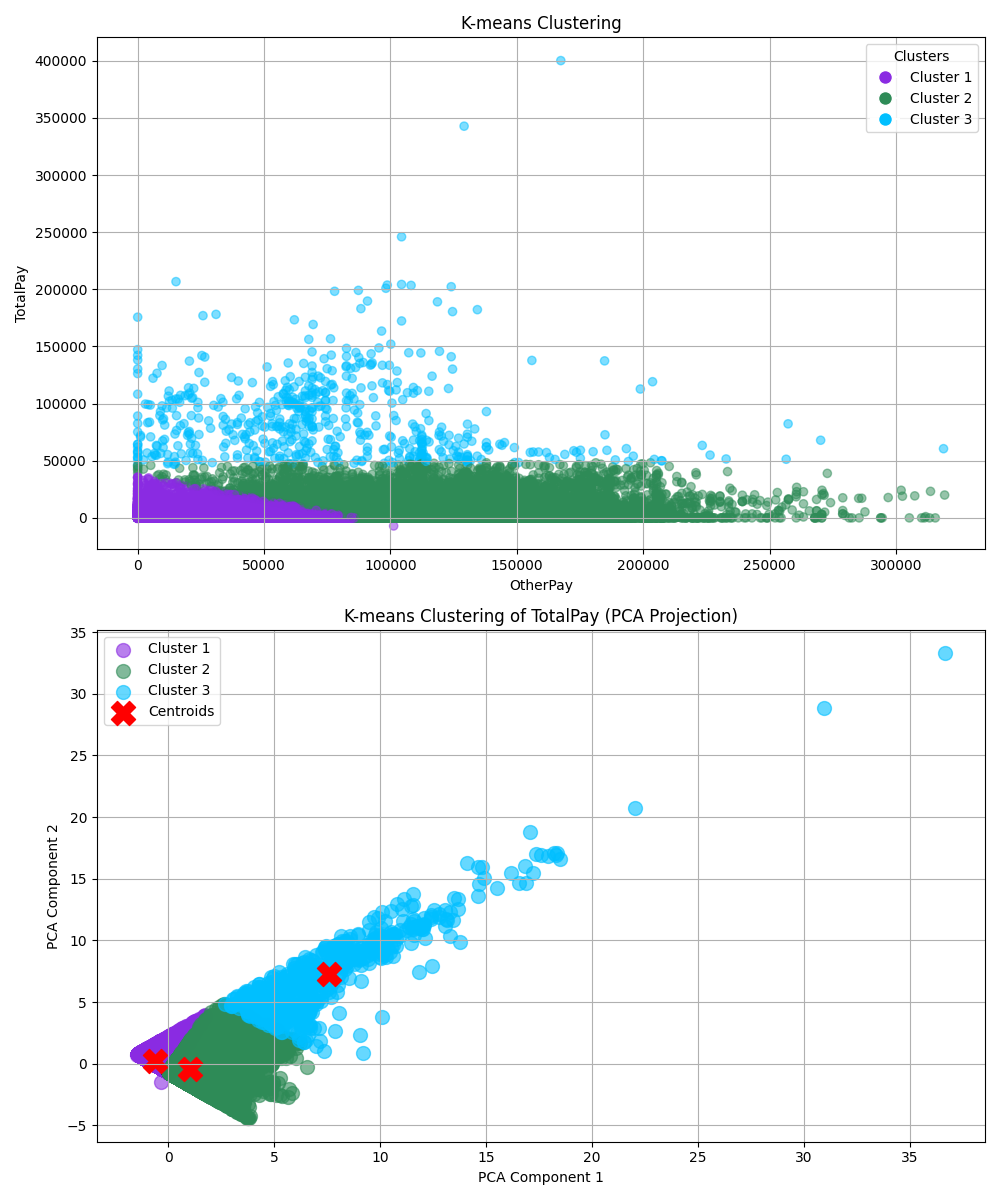 K-means Clustering
400000
350000
300000
250000
200000
150000
100000
50000
0
TotalPay
Clusters
Cluster 1
Cluster 2
Cluster 3
0 50000 100000 150000 200000 250000 300000
OtherPay
K-means Clustering of TotalPay (PCA Projection)
35
30
25
20
15
10
5
0
−5
PCA Component 2
Cluster 1
Cluster 2
Cluster 3
Centroids
0 5 10 15 20 25 30 35
PCA Component 1